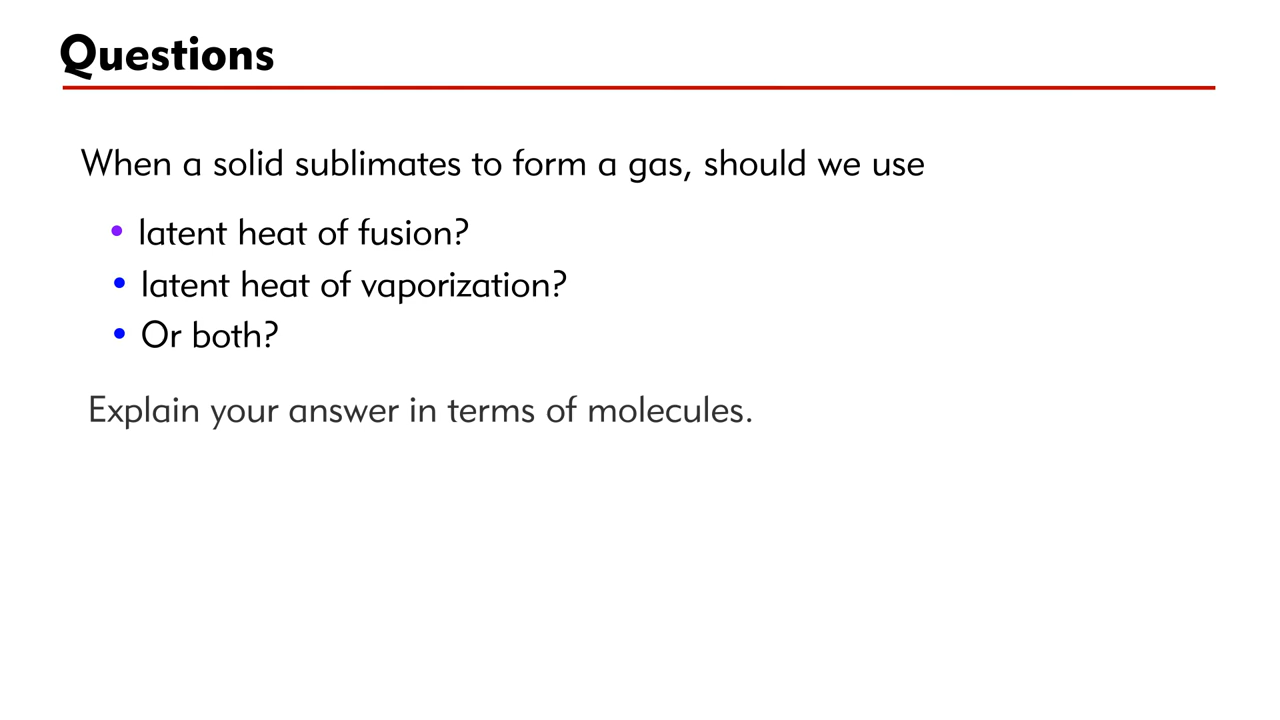 Questions
When a solid sublimates to form a gas, should we use
• latent heat of fusion?
• latent heat of vaporization?
• Or both?
Explain your answer in terms of molecules.